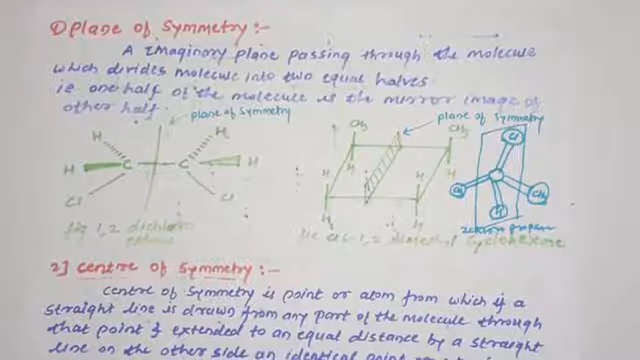 1) Plane of Symmetry :-
A Imaginary plane passing through the molecule
which divides molecule into two equal halves
ie one half of the molecule is the mirror image of
other half.
plane of Symmetry
H H
H C C H
Cl Cl
fig 1,2 dichloro
ethane
plane of Symmetry
CH3 CH3
H H H H
H H
cis-1,2 dimethyl cyclohexane
Cl
CH3
H
2chloro propane
2] Centre of Symmetry :-
Centre of Symmetry is point or atom from which if a
straight line is drawn from any part of the molecule through
that point & extended to an equal distance by a straight
line on the other side an identical point